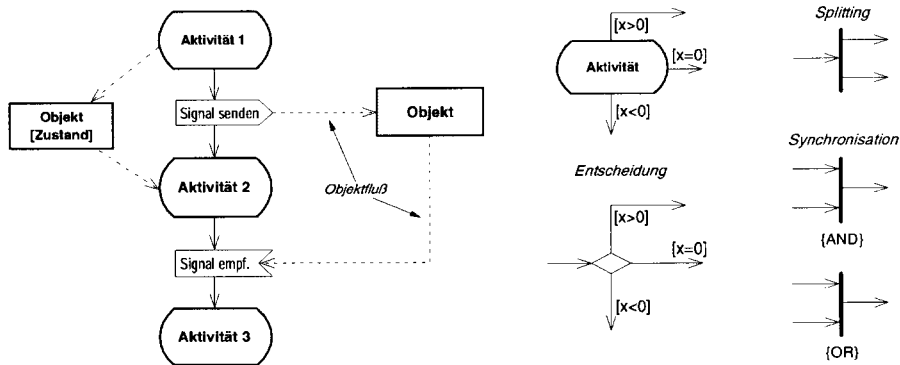 Aktivität 1
Objekt
[Zustand]
Signal senden
Objekt
Aktivität 2
Objektfluß
Signal empf.
Aktivität 3
[x>0]
Aktivität
[x=0]
[x<0]
Entscheidung
[x>0]
{x=0]
[x<0]
Splitting
Synchronisation
{AND}
{OR}